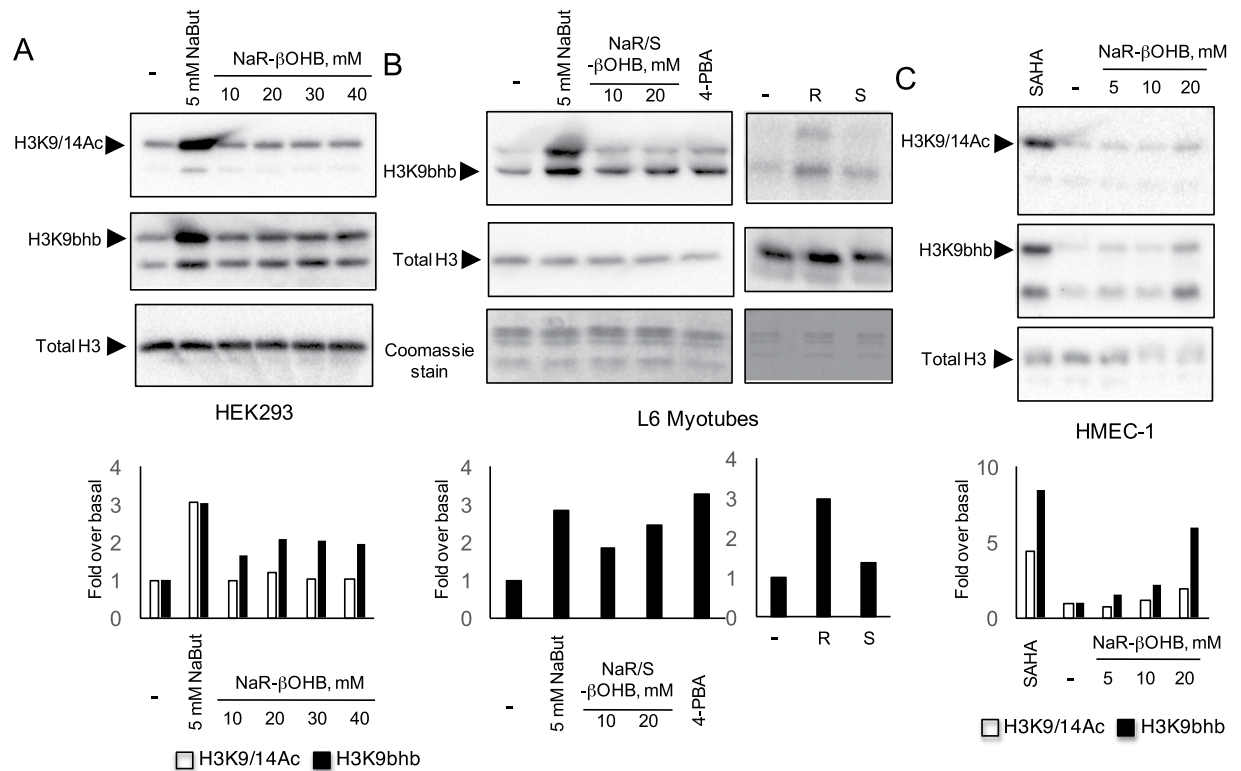 A
-
5 mM NaBut
NaR-βOHB, mM
10 20 30 40
H3K9/14Ac
H3K9bhb
Total H3
HEK293
B
-
5 mM NaBut
NaR/S
-βOHB, mM
10 20
4-PBA
- R S
H3K9bhb
Total H3
Coomassie
stain
L6 Myotubes
C
SAHA
-
NaR-βOHB, mM
5 10 20
H3K9/14Ac
H3K9bhb
Total H3
HMEC-1
Fold over basal
4
3
2
1
0
-
5 mM NaBut
NaR-βOHB, mM
10 20 30 40
H3K9/14Ac H3K9bhb
Fold over basal
4
3
2
1
0
-
5 mM NaBut
NaR/S
-βOHB, mM
10 20
4-PBA
4
3
2
1
0
- R S
Fold over basal
10
5
0
SAHA
-
NaR-βOHB, mM
5 10 20
H3K9/14Ac H3K9bhb